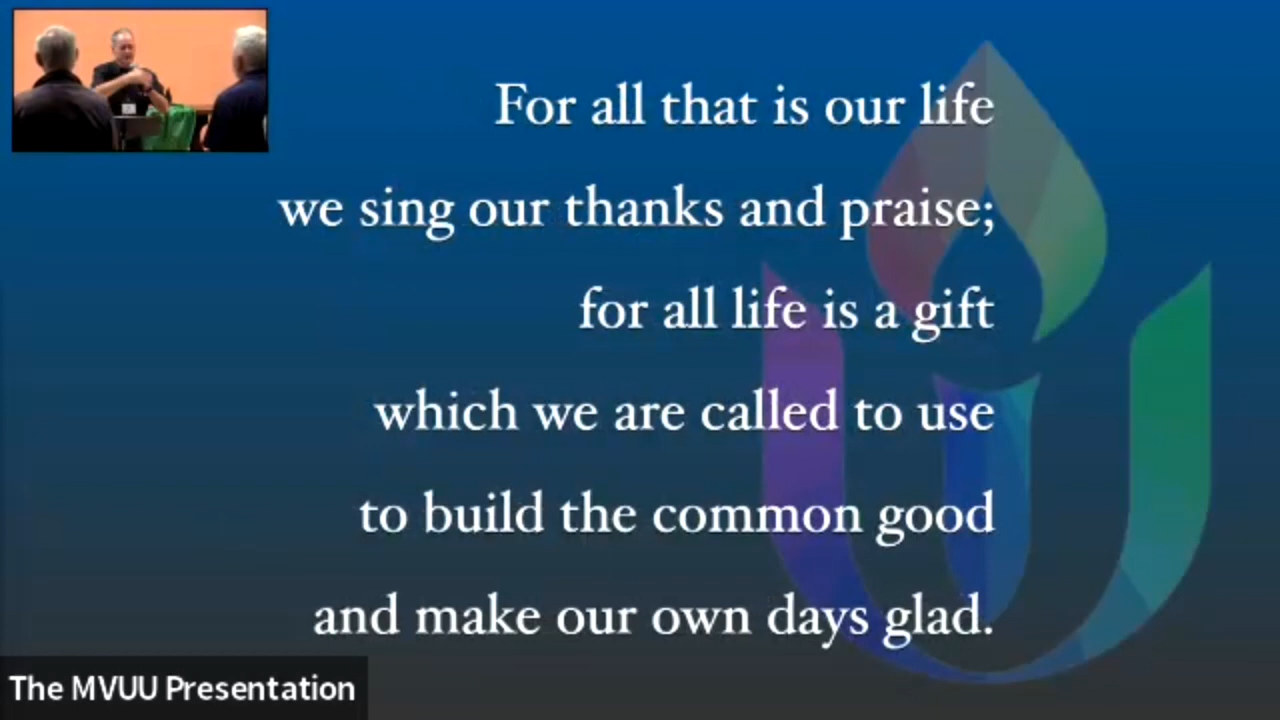 For all that is our life
we sing our thanks and praise;
for all life is a gift
which we are called to use
to build the common good
and make our own days glad.
The MVUU Presentation